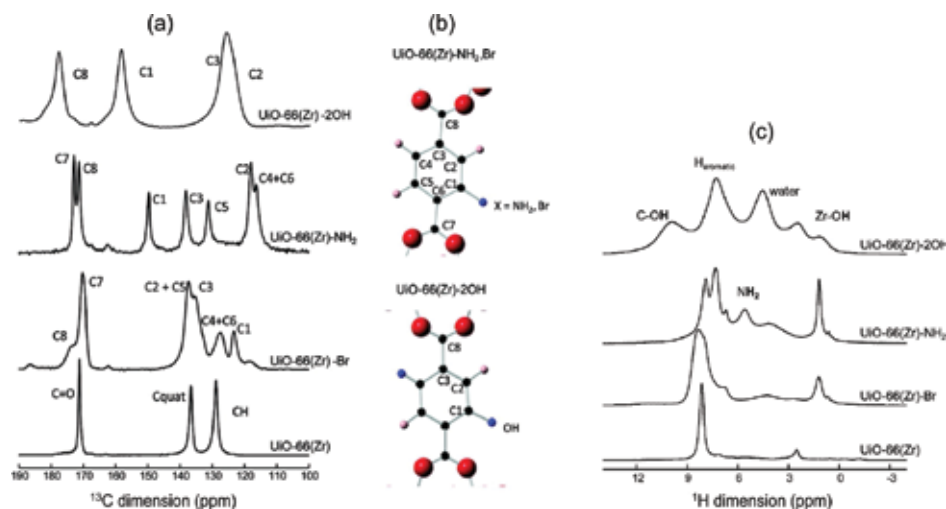 (a)
C8
C1
C3
C2
UiO-66(Zr) -2OH
C7
C8
C1
C3
C5
C2
C4+C6
UiO-66(Zr)-NH₂
C7
C2 + C5
C3
C4+C6
C1
C8
UiO-66(Zr) -Br
C=O
Cquat
CH
UiO-66(Zr)
190 180 170 160 150 140 130 120 110 100
¹³C dimension (ppm)
(b)
UiO-66(Zr)-NH₂,Br
C8
C3
C4
C2
C5
C1
C6
X = NH₂, Br
C7
UiO-66(Zr)-2OH
C8
C3
C2
C1
OH
(c)
Haromatic
C-OH
water
Zr-OH
UiO-66(Zr)-2OH
NH₂
UiO-66(Zr)-NH₂
UiO-66(Zr)-Br
UiO-66(Zr)
12 9 6 3 0 -3
¹H dimension (ppm)